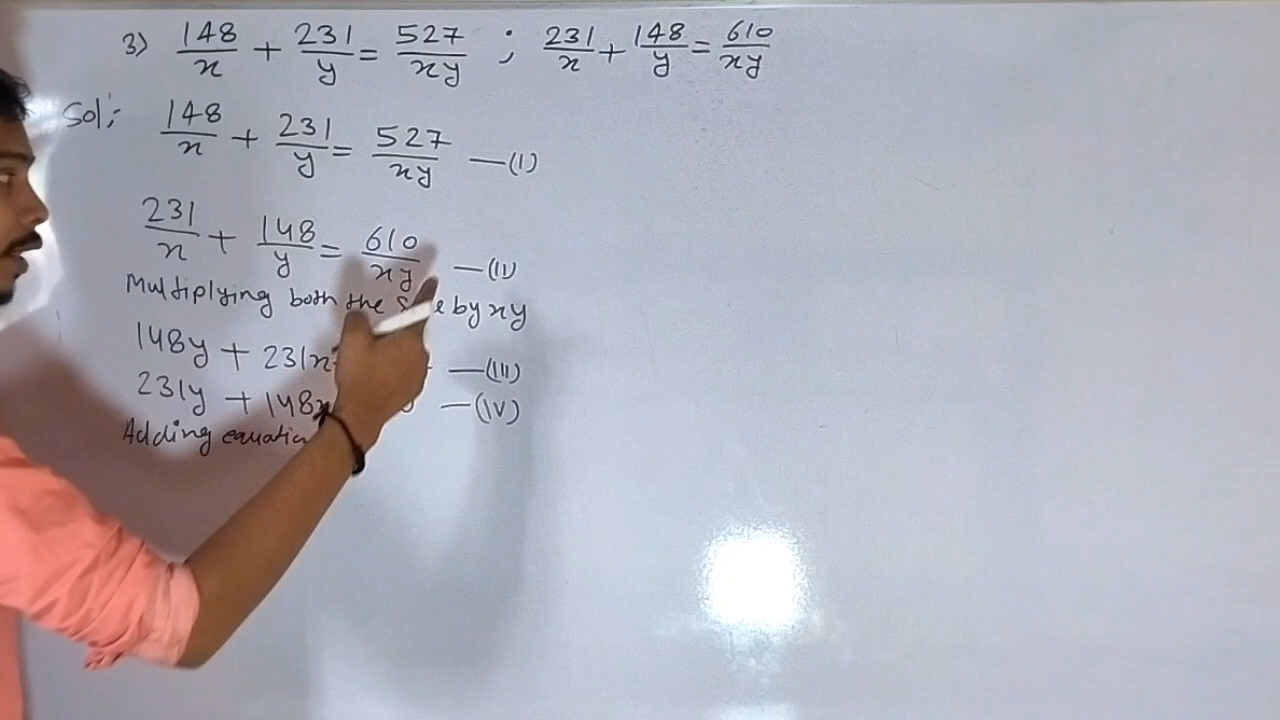 3) 148/x + 231/y = 527/xy ; 231/x + 148/y = 610/xy
Sol;- 148/x + 231/y = 527/xy —(I)
231/x + 148/y = 610/xy —(II)
Multiplying both the by xy
148y + 231x —(III)
231y + 148x —(IV)
Adding